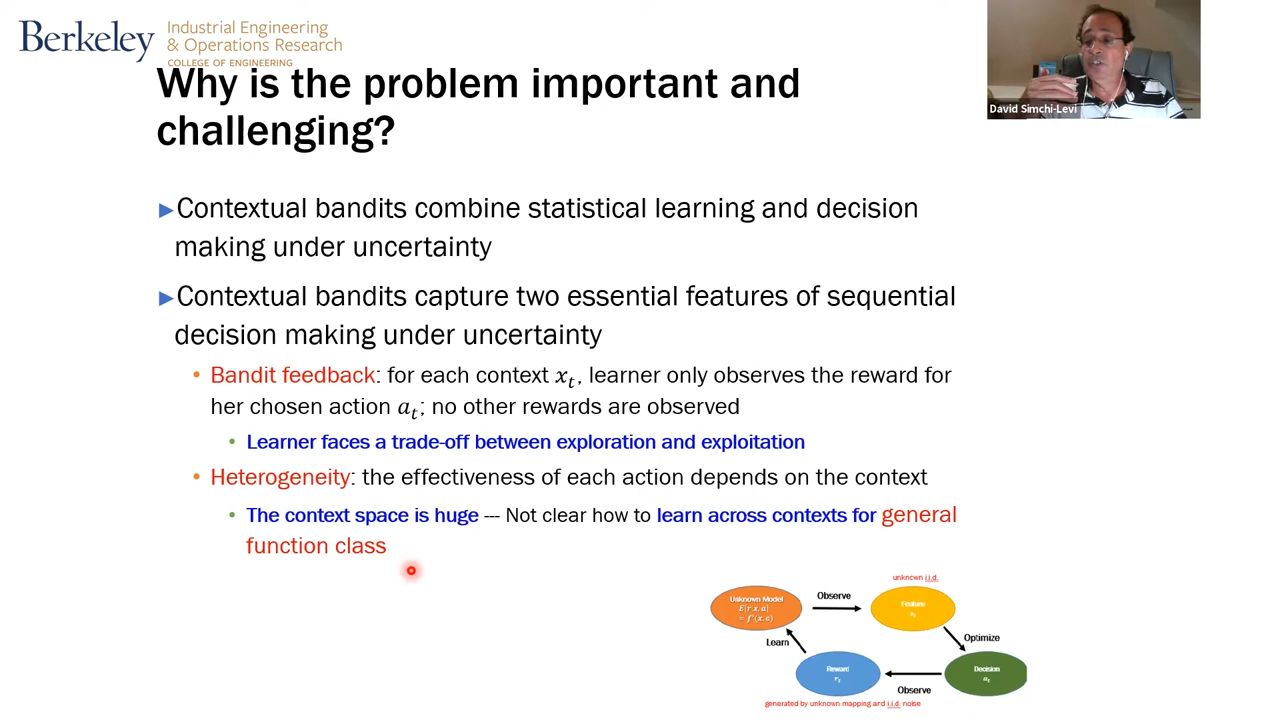 Berkeley
Industrial Engineering
& Operations Research
COLLEGE OF ENGINEERING
David Simchi-Levi
Why is the problem important and
challenging?
►Contextual bandits combine statistical learning and decision
making under uncertainty
►Contextual bandits capture two essential features of sequential
decision making under uncertainty
• Bandit feedback: for each context x_t, learner only observes the reward for
her chosen action a_t; no other rewards are observed
• Learner faces a trade-off between exploration and exploitation
• Heterogeneity: the effectiveness of each action depends on the context
• The context space is huge --- Not clear how to learn across contexts for general
function class
unknown i.i.d.
Unknown Model
Observe
Feature
Optimize
Learn
Reward
r_t
Decision
a_t
Observe
generated by unknown mapping and i.i.d. noise